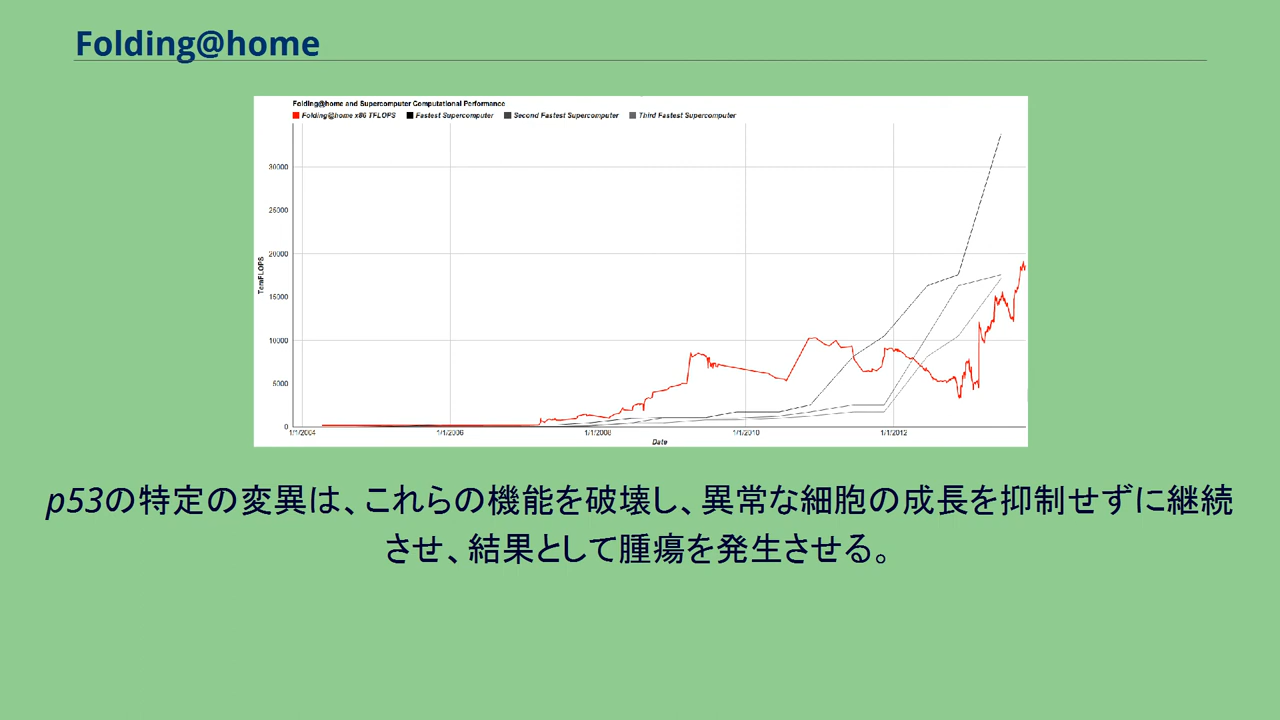 Folding@home
Folding@home and Supercomputer Computational Performance
Folding@home x86 TFLOPS Fastest Supercomputer Second Fastest Supercomputer Third Fastest Supercomputer
30000
25000
20000
15000
10000
5000
0
TeraFLOPS
1/1/2004 1/1/2006 1/1/2008 1/1/2010 1/1/2012
Date
p53の特定の変異は、これらの機能を破壊し、異常な細胞の成長を抑制せずに継続
させ、結果として腫瘍を発生させる。